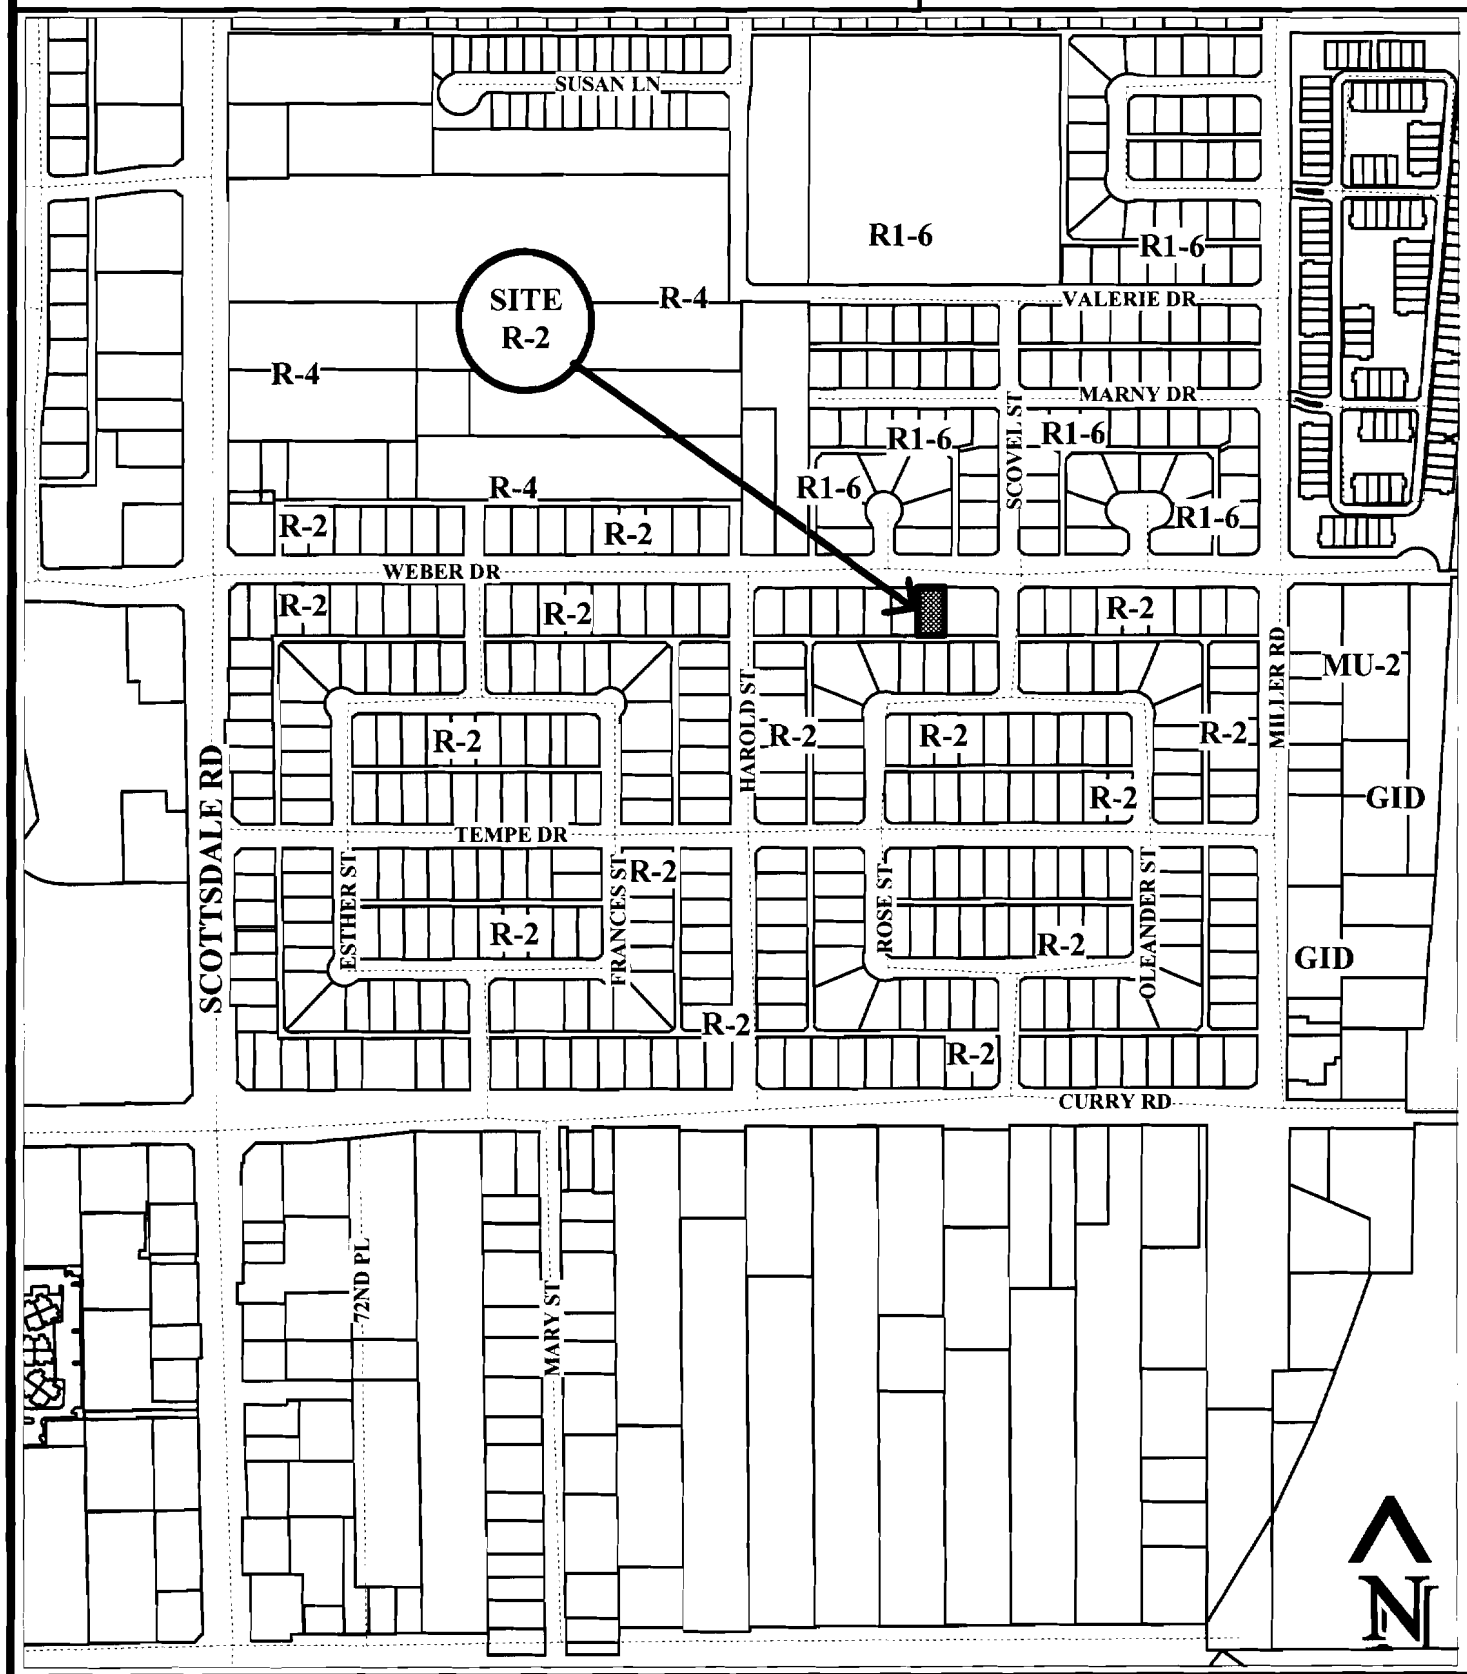 SUSAN LN
R1-6
R1-6
SITE
R-2
R-4
VALERIE DR
R-4
MARNY DR
SCOVEL ST
R1-6
R1-6
R-4
R1-6
R1-6
R-2
R-2
WEBER DR
R-2
R-2
R-2
MILLER RD
MU-2
HAROLD ST
R-2
R-2
R-2
R-2
SCOTTSDALE RD
R-2
GID
TEMPE DR
ESTHER ST
FRANCES ST
R-2
ROSE ST
OLEANDER ST
R-2
R-2
GID
R-2
R-2
CURRY RD
72ND PL
MARY ST
N